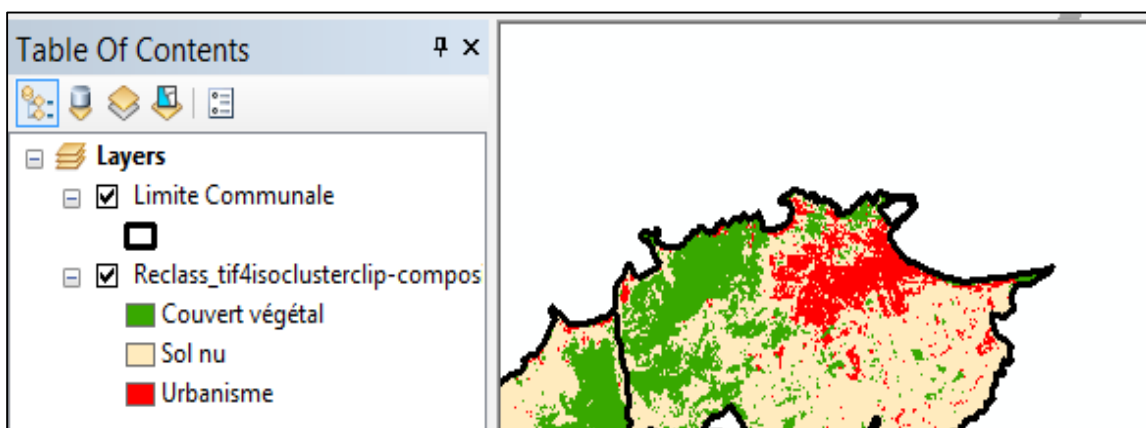 Table Of Contents
Layers
Limite Communale
Reclass_tif4isoclusterclip-compos
Couvert végétal
Sol nu
Urbanisme